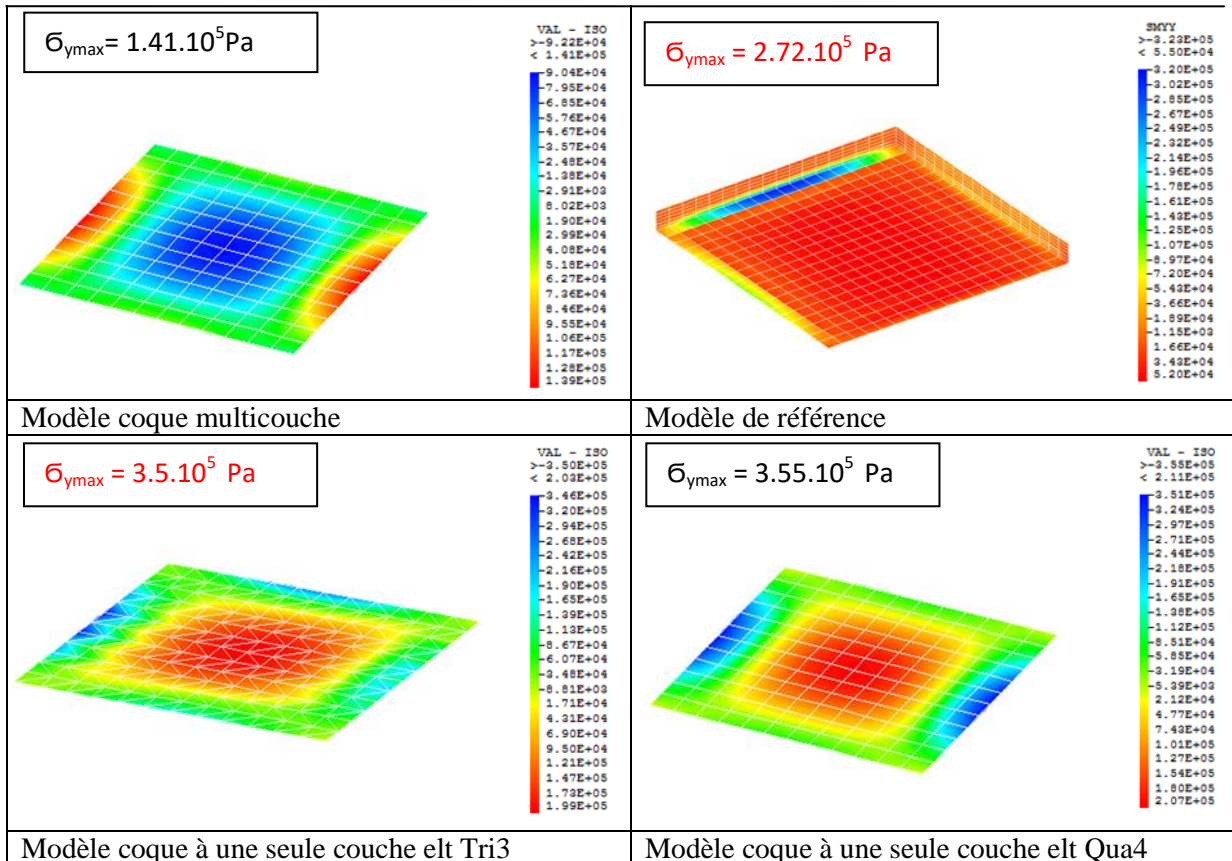 Ϭymax= 1.41.10⁵Pa
VAL - ISO
>-9.22E+04
< 1.41E+05
-9.04E+04
-7.95E+04
-6.85E+04
-5.76E+04
-4.67E+04
-3.57E+04
-2.48E+04
-1.38E+04
-2.91E+03
8.02E+03
1.90E+04
2.99E+04
4.08E+04
5.18E+04
6.27E+04
7.36E+04
8.46E+04
9.55E+04
1.06E+05
1.17E+05
1.28E+05
1.39E+05
Modèle coque multicouche
Ϭymax = 2.72.10⁵ Pa
SMYY
>-3.23E+05
< 5.50E+04
-3.20E+05
-3.02E+05
-2.85E+05
-2.67E+05
-2.49E+05
-2.32E+05
-2.14E+05
-1.96E+05
-1.78E+05
-1.61E+05
-1.43E+05
-1.25E+05
-1.07E+05
-8.97E+04
-7.20E+04
-5.43E+04
-3.66E+04
-1.89E+04
-1.15E+03
1.66E+04
3.43E+04
5.20E+04
Modèle de référence
Ϭymax = 3.5.10⁵ Pa
VAL - ISO
>-3.50E+05
< 2.03E+05
-3.46E+05
-3.20E+05
-2.94E+05
-2.68E+05
-2.42E+05
-2.16E+05
-1.90E+05
-1.65E+05
-1.39E+05
-1.13E+05
-8.67E+04
-6.07E+04
-3.48E+04
-8.81E+03
1.71E+04
4.31E+04
6.90E+04
9.50E+04
1.21E+05
1.47E+05
1.73E+05
1.99E+05
Modèle coque à une seule couche elt Tri3
Ϭymax = 3.55.10⁵ Pa
VAL - ISO
>-3.55E+05
< 2.11E+05
-3.51E+05
-3.24E+05
-2.97E+05
-2.71E+05
-2.44E+05
-2.18E+05
-1.91E+05
-1.65E+05
-1.38E+05
-1.12E+05
-8.51E+04
-5.85E+04
-3.19E+04
-5.39E+03
2.12E+04
4.77E+04
7.43E+04
1.01E+05
1.27E+05
1.54E+05
1.80E+05
2.07E+05
Modèle coque à une seule couche elt Qua4